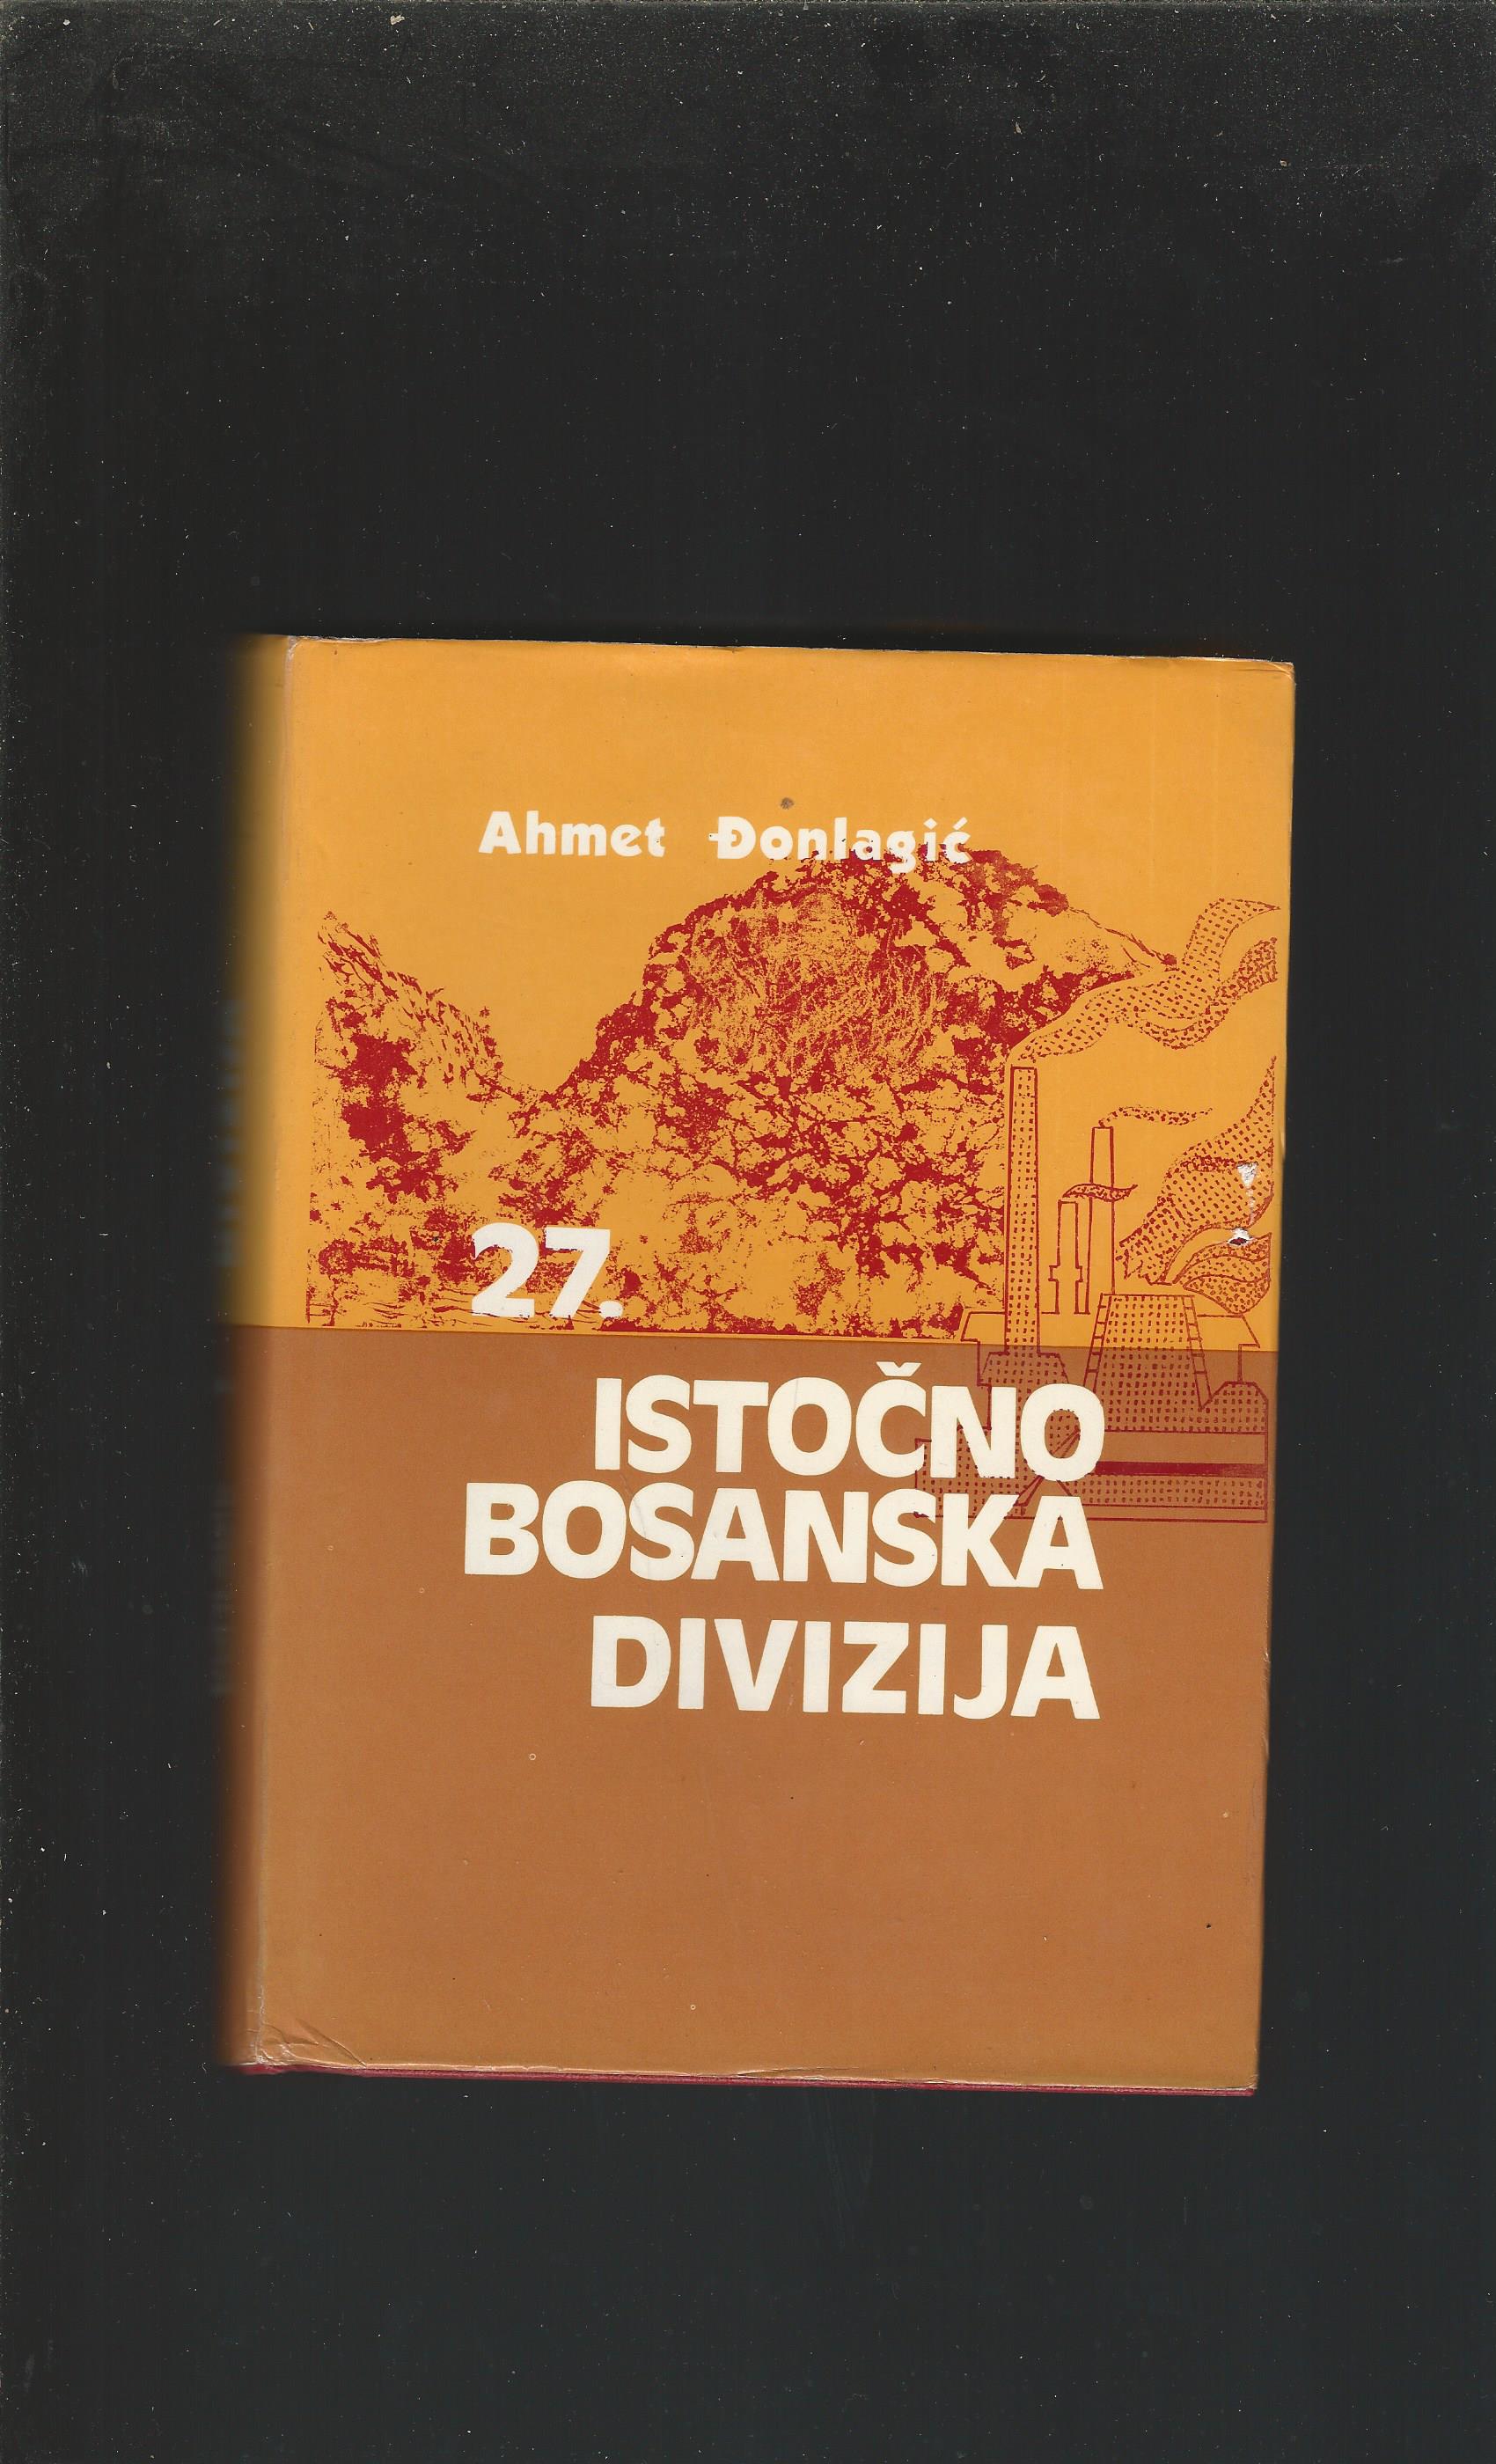 Ahmet Đonlagić
27.
ISTOČNO
BOSANSKA
DIVIZIJA